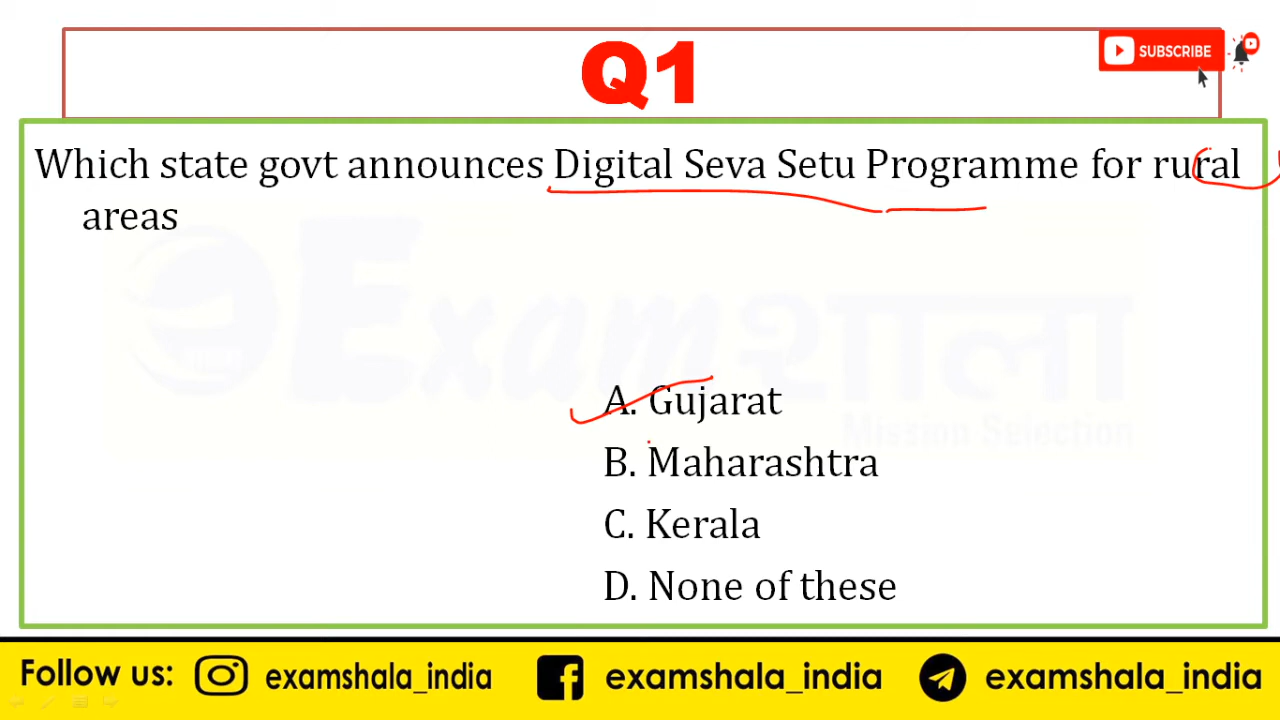 Q1
SUBSCRIBE
Which state govt announces Digital Seva Setu Programme for rural
areas
Examशाला
Mission Selection
A. Gujarat
B. Maharashtra
C. Kerala
D. None of these
Follow us: examshala_india examshala_india examshala_india